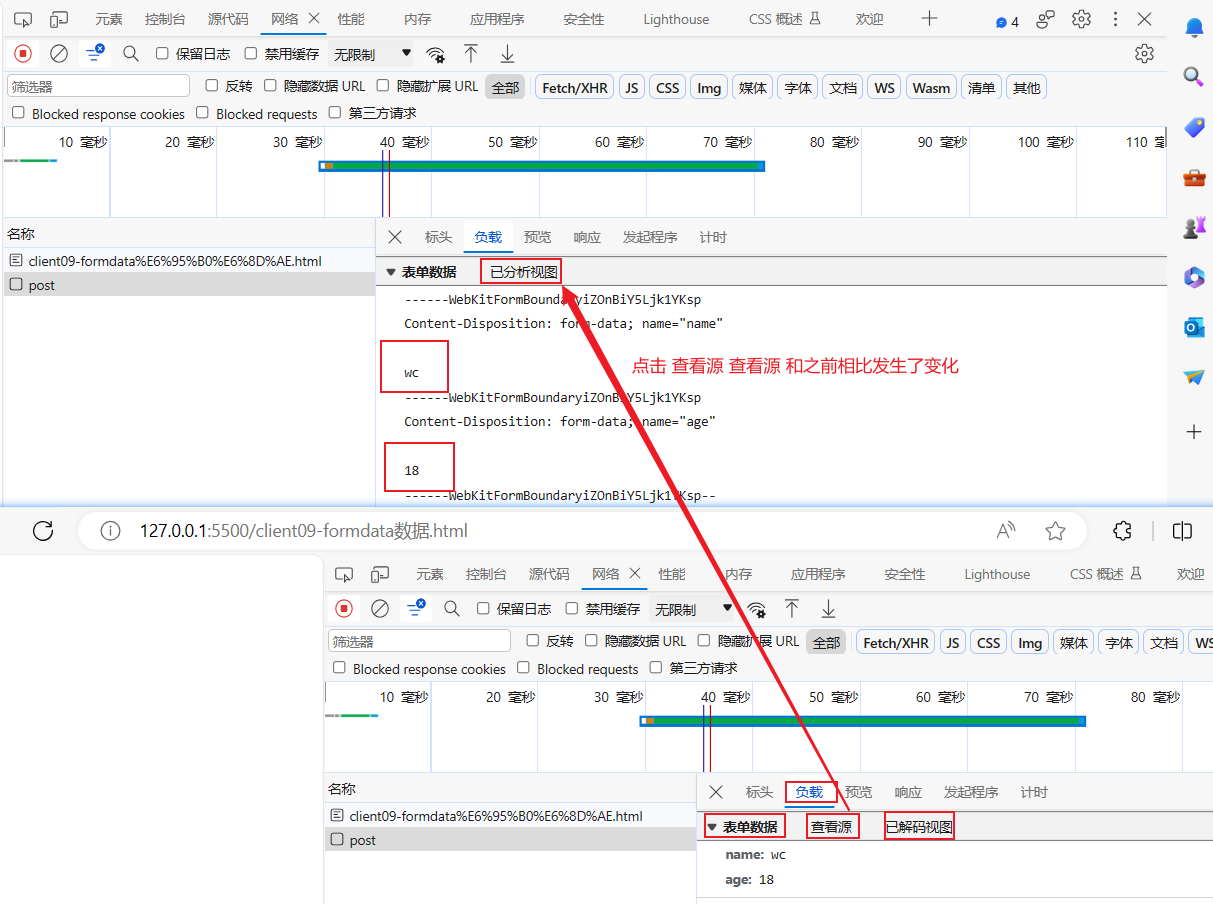 元素 控制台 源代码 网络 性能 内存 应用程序 安全性 Lighthouse CSS 概述 欢迎 4
保留日志 禁用缓存 无限制
筛选器 反转 隐藏数据 URL 隐藏扩展 URL 全部 Fetch/XHR JS CSS Img 媒体 字体 文档 WS Wasm 清单 其他
Blocked response cookies Blocked requests 第三方请求
10 毫秒 20 毫秒 30 毫秒 40 毫秒 50 毫秒 60 毫秒 70 毫秒 80 毫秒 90 毫秒 100 毫秒 110
名称 标头 负载 预览 响应 发起程序 计时
client09-formdata%E6%95%B0%E6%8D%AE.html
post
表单数据 已分析视图
------WebKitFormBoundaryiZOnBiY5Ljk1YKsp
Content-Disposition: form-data; name="name"
wc
点击 查看源 查看源 和之前相比发生了变化
------WebKitFormBoundaryiZOnBiY5Ljk1YKsp
Content-Disposition: form-data; name="age"
18
------WebKitFormBoundaryiZOnBiY5Ljk1YKsp--
127.0.0.1:5500/client09-formdata数据.html
元素 控制台 源代码 网络 性能 内存 应用程序 安全性 Lighthouse CSS 概述 欢迎
保留日志 禁用缓存 无限制
筛选器 反转 隐藏数据 URL 隐藏扩展 URL 全部 Fetch/XHR JS CSS Img 媒体 字体 文档 WS
Blocked response cookies Blocked requests 第三方请求
10 毫秒 20 毫秒 30 毫秒 40 毫秒 50 毫秒 60 毫秒 70 毫秒 80 毫秒
名称 标头 负载 预览 响应 发起程序 计时
client09-formdata%E6%95%B0%E6%8D%AE.html
post
表单数据 查看源 已解码视图
name: wc
age: 18